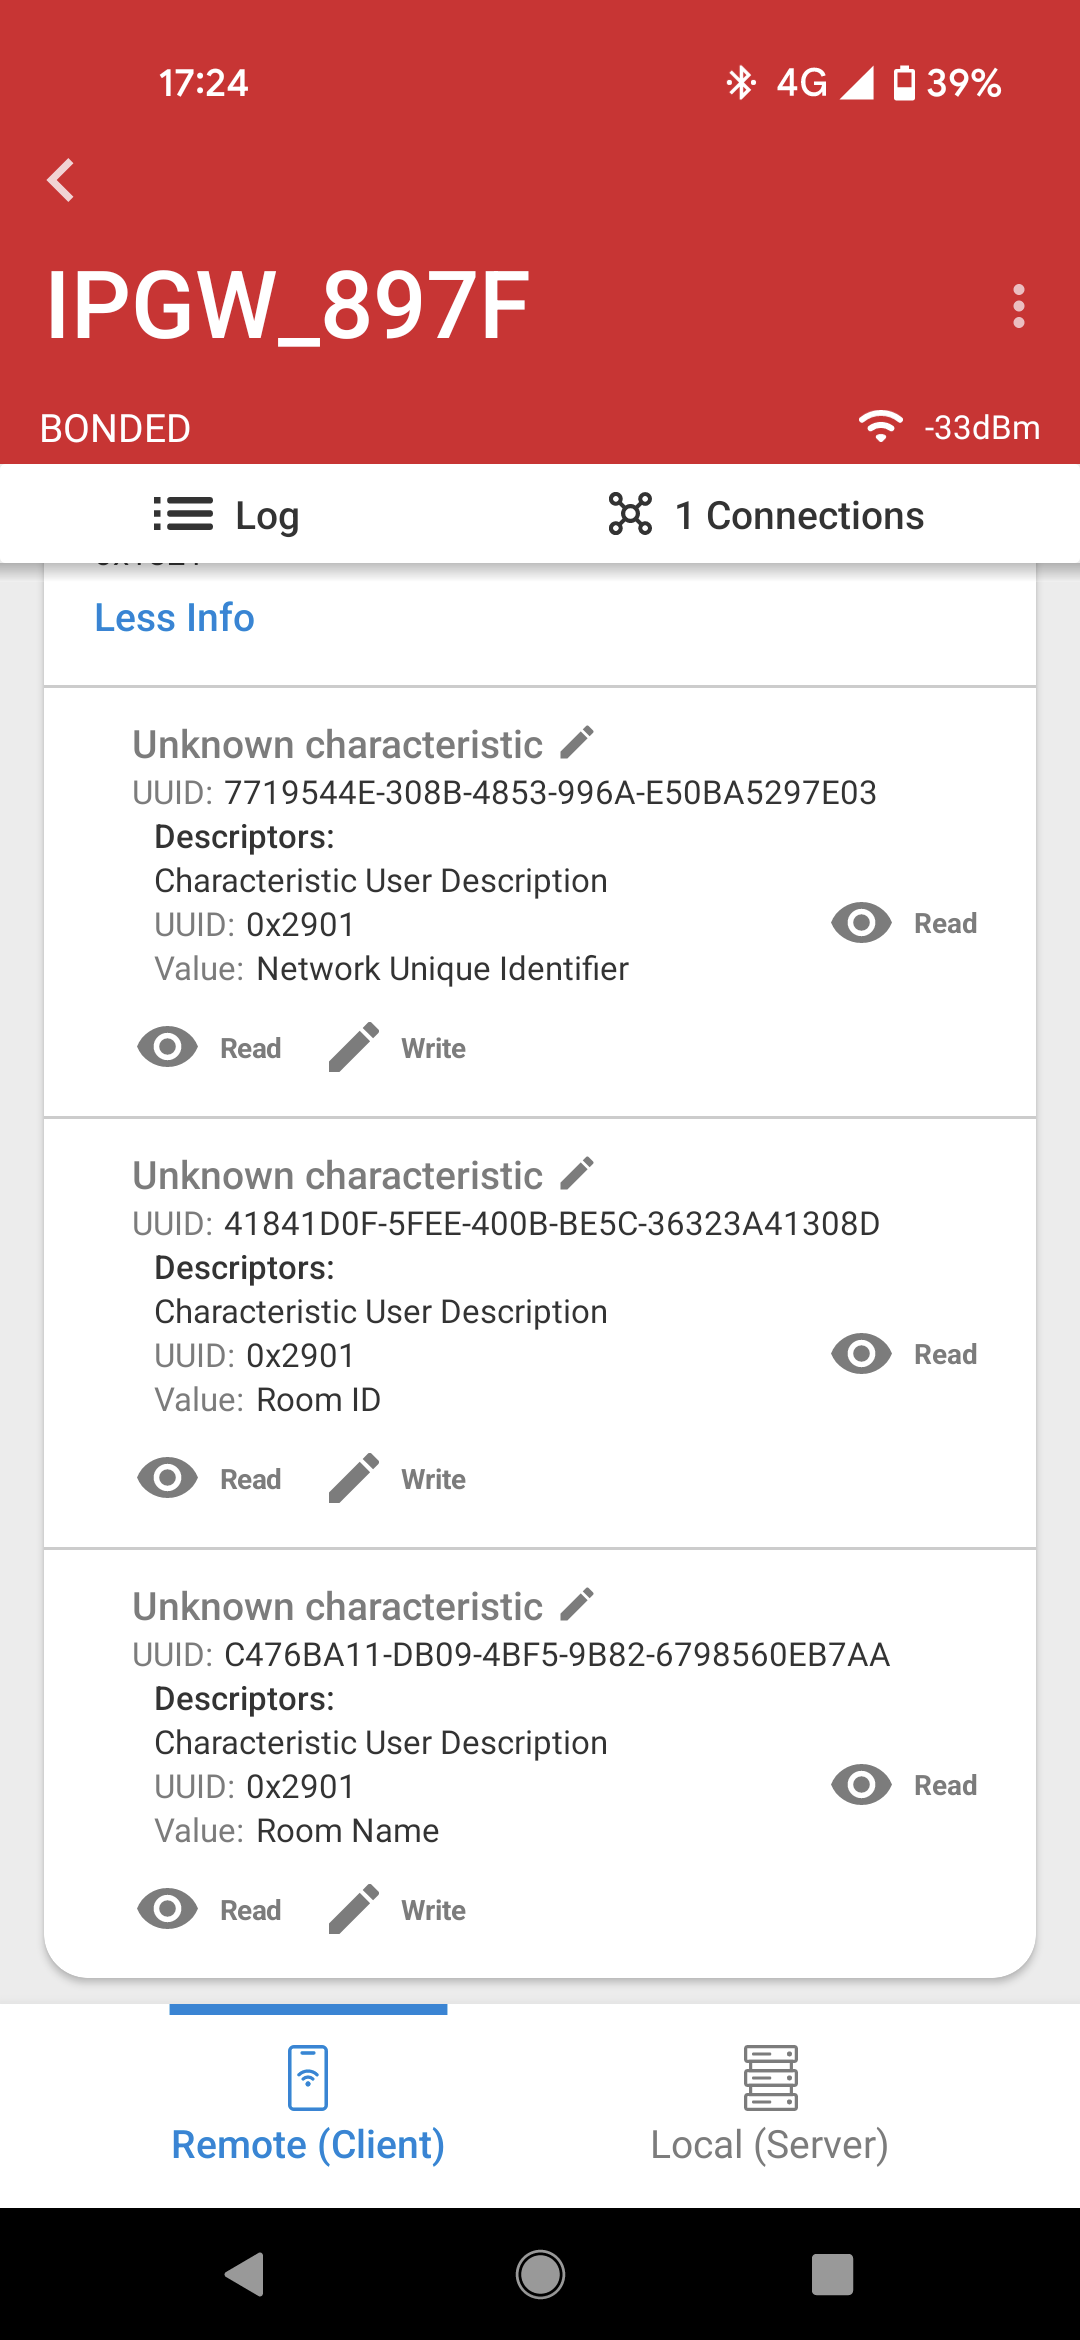 17:24
4G
39%
IPGW_897F
BONDED
-33dBm
Log
1 Connections
Less Info
Unknown characteristic
UUID: 7719544E-308B-4853-996A-E50BA5297E03
Descriptors:
Characteristic User Description
UUID: 0x2901
Read
Value: Network Unique Identifier
Read
Write
Unknown characteristic
UUID: 41841D0F-5FEE-400B-BE5C-36323A41308D
Descriptors:
Characteristic User Description
UUID: 0x2901
Read
Value: Room ID
Read
Write
Unknown characteristic
UUID: C476BA11-DB09-4BF5-9B82-6798560EB7AA
Descriptors:
Characteristic User Description
UUID: 0x2901
Read
Value: Room Name
Read
Write
Remote (Client)
Local (Server)